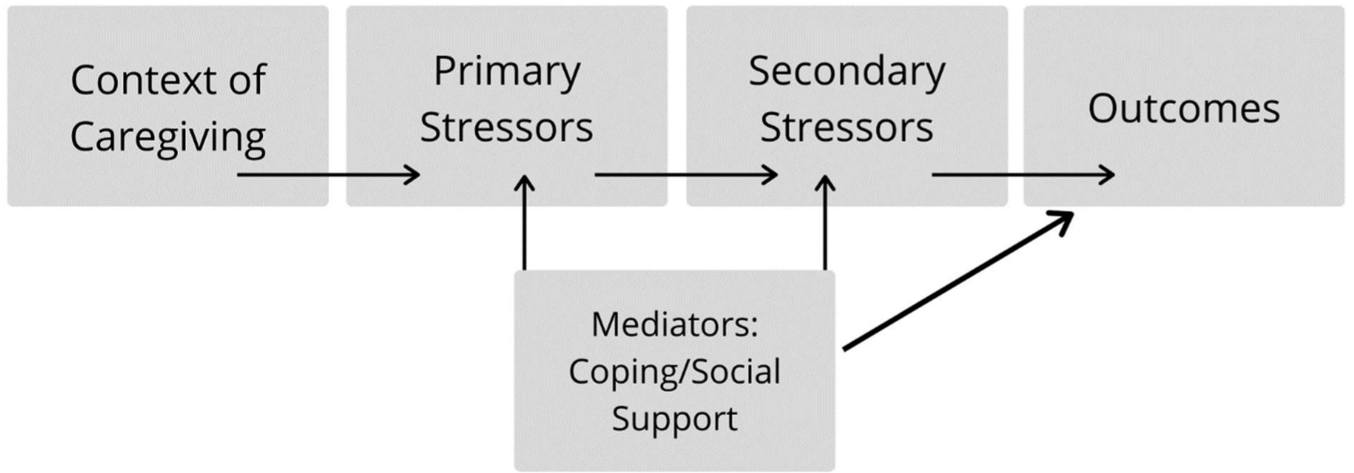 Context of
Caregiving
Primary
Stressors
Secondary
Stressors
Outcomes
Mediators:
Coping/Social
Support